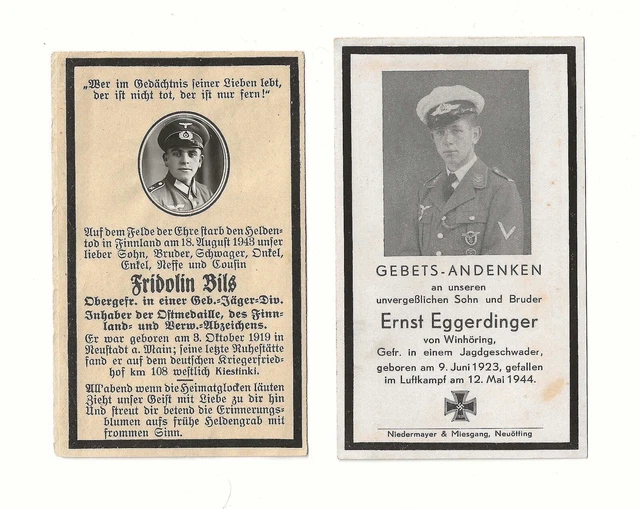 „Wer im Gedächtnis seiner Lieben lebt,
der ist nicht tot, der ist nur fern!"
Auf dem Felde der Ehre starb den Helden-
tod in Finnland am 18. August 1943 unser
lieber Sohn, Bruder, Schwager, Onkel,
Enkel, Neffe und Cousin
Fridolin Bils
Obergefr. in einer Geb.-Jäger-Div.
Inhaber der Ostmedaille, des Finn-
land- und Verw.-Abzeichens.
Er war geboren am 3. Oktober 1919 in
Neustadt a. Main; seine letzte Ruhestätte
fand er auf dem deutschen Kriegerfried-
hof km 108 westlich Kiestinki.
All'abend wenn die Heimatglocken läuten
Zieht unser Geist mit Liebe zu dir hin
Und streut dir betend die Erinnerungs-
blumen aufs frühe Heldengrab mit
frommen Sinn.
GEBETS-ANDENKEN
an unseren
unvergeßlichen Sohn und Bruder
Ernst Eggerdinger
von Winhöring,
Gefr. in einem Jagdgeschwader,
geboren am 9. Juni 1923, gefallen
im Luftkampf am 12. Mai 1944.
Niedermayer & Miesgang, Neuötting